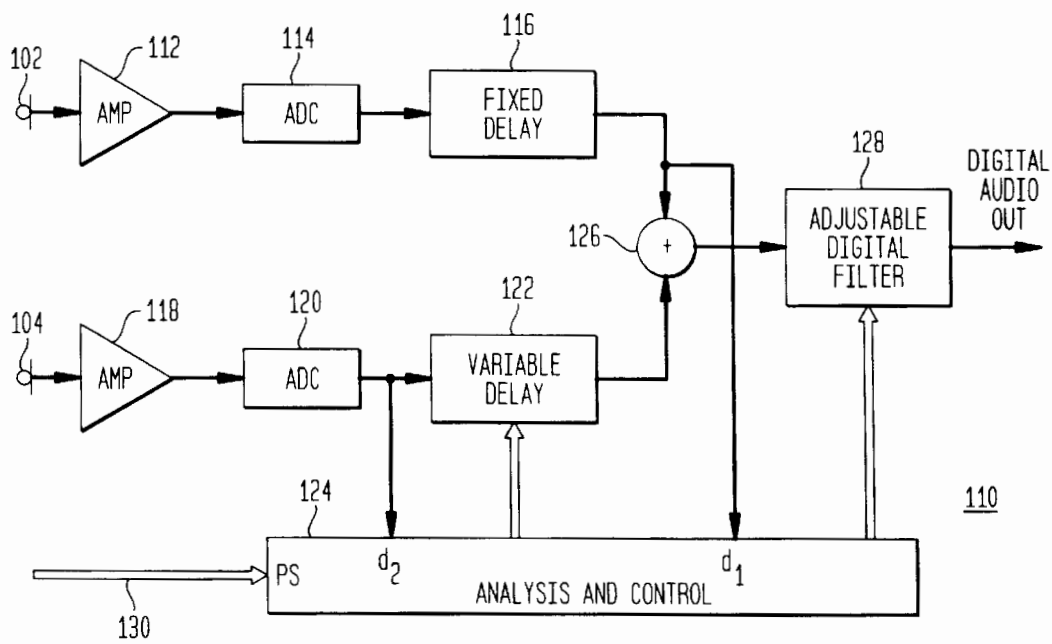 102
112
AMP
114
ADC
116
FIXED
DELAY
128
DIGITAL
AUDIO
OUT
ADJUSTABLE
DIGITAL
FILTER
126
+
104
118
AMP
120
ADC
122
VARIABLE
DELAY
124
110
PS
d2
d1
ANALYSIS AND CONTROL
130